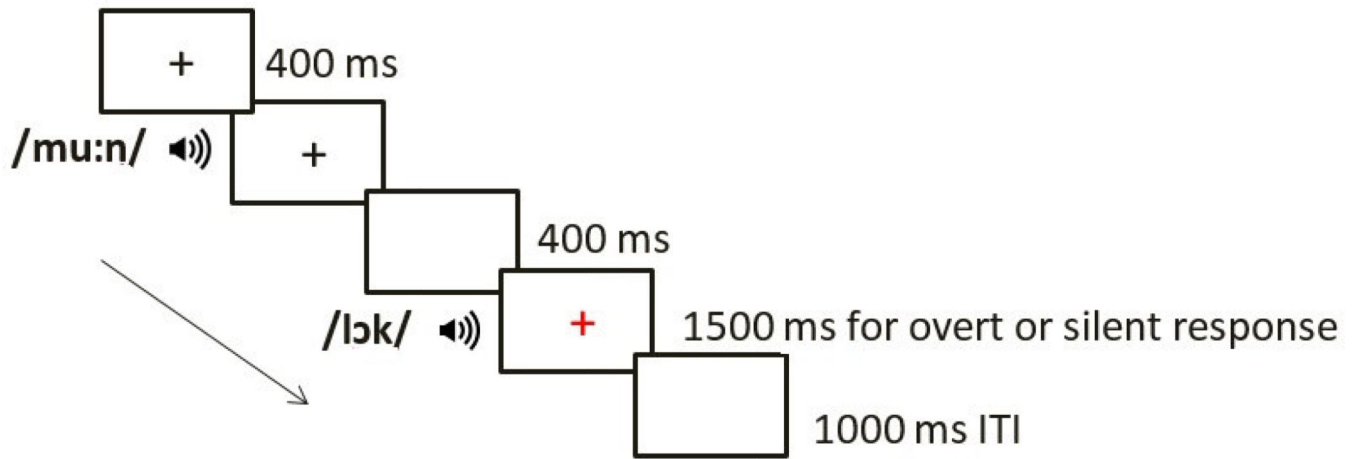 +
400 ms
/mu:n/
+
400 ms
/lɔk/
+
1500 ms for overt or silent response
1000 ms ITI